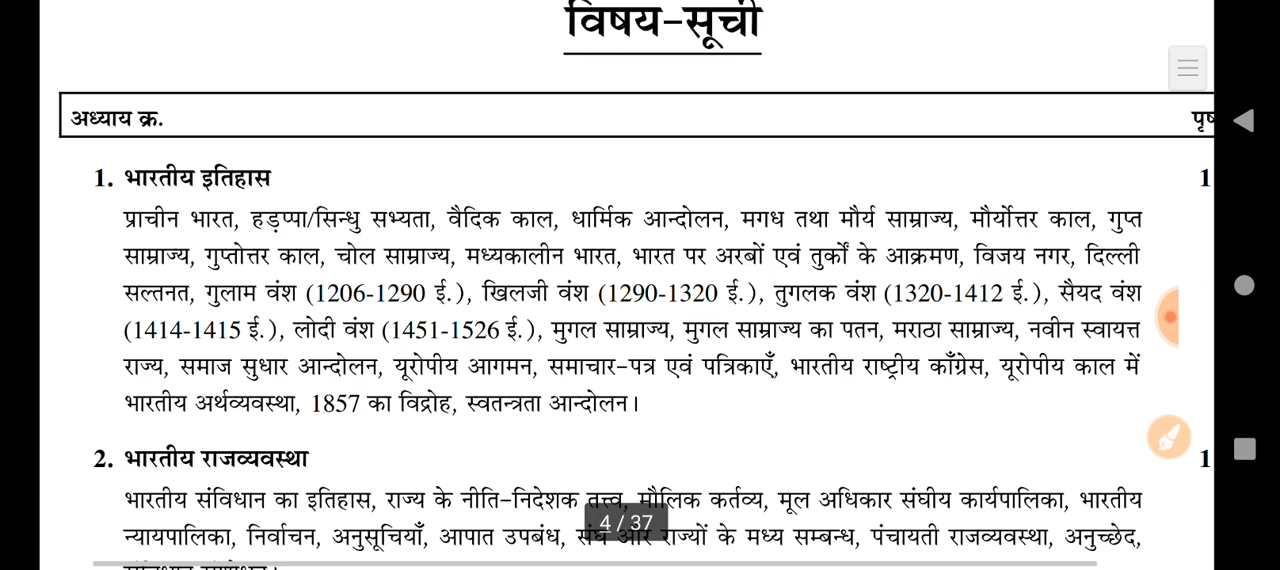 विषय-सूची
अध्याय क्र.
1. भारतीय इतिहास 1
प्राचीन भारत, हड़प्पा/सिन्धु सभ्यता, वैदिक काल, धार्मिक आन्दोलन, मगध तथा मौर्य साम्राज्य, मौर्योत्तर काल, गुप्त
साम्राज्य, गुप्तोत्तर काल, चोल साम्राज्य, मध्यकालीन भारत, भारत पर अरबों एवं तुर्कों के आक्रमण, विजय नगर, दिल्ली
सल्तनत, गुलाम वंश (1206-1290 ई.), खिलजी वंश (1290-1320 ई.), तुगलक वंश (1320-1412 ई.), सैयद वंश
(1414-1415 ई.), लोदी वंश (1451-1526 ई.), मुगल साम्राज्य, मुगल साम्राज्य का पतन, मराठा साम्राज्य, नवीन स्वायत्त
राज्य, समाज सुधार आन्दोलन, यूरोपीय आगमन, समाचार-पत्र एवं पत्रिकाएँ, भारतीय राष्ट्रीय काँग्रेस, यूरोपीय काल में
भारतीय अर्थव्यवस्था, 1857 का विद्रोह, स्वतन्त्रता आन्दोलन।
2. भारतीय राजव्यवस्था 1
भारतीय संविधान का इतिहास, राज्य के नीति-निदेशक तत्त्व, मौलिक कर्तव्य, मूल अधिकार संघीय कार्यपालिका, भारतीय
4 / 37
न्यायपालिका, निर्वाचन, अनुसूचियाँ, आपात उपबंध, संघ और राज्यों के मध्य सम्बन्ध, पंचायती राजव्यवस्था, अनुच्छेद,